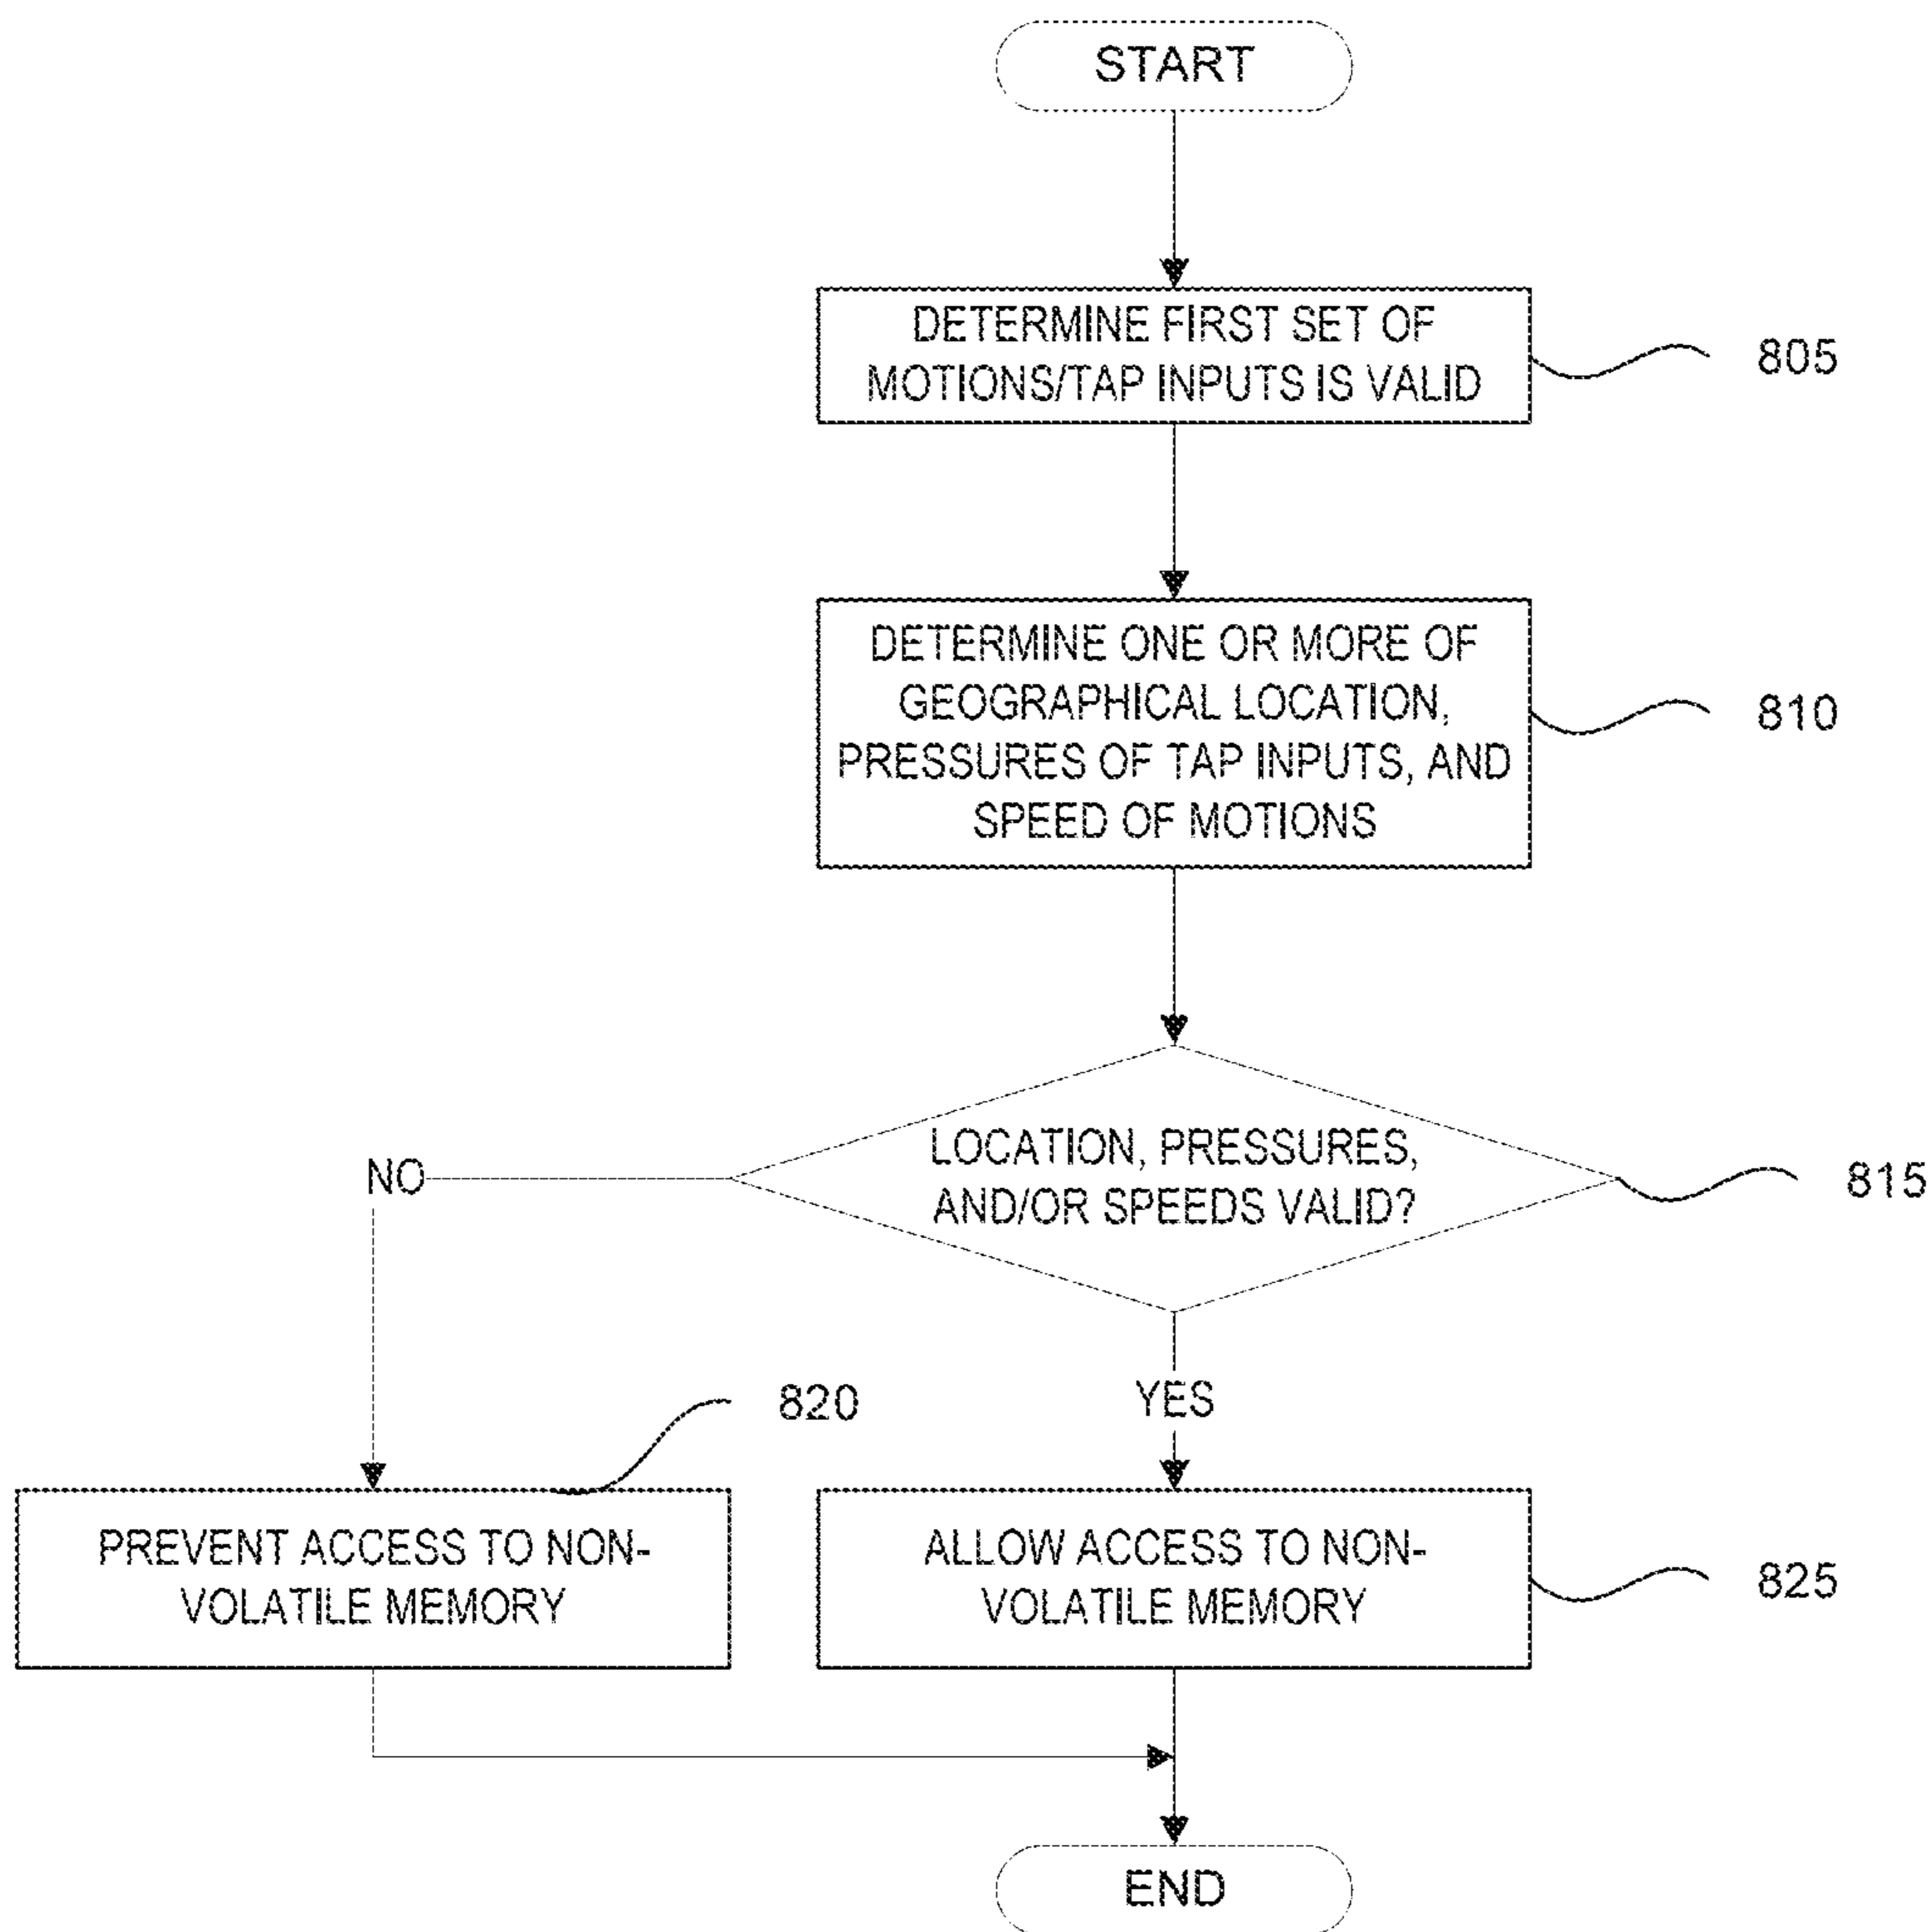 START
DETERMINE FIRST SET OF
MOTIONS/TAP INPUTS IS VALID
805
DETERMINE ONE OR MORE OF
GEOGRAPHICAL LOCATION,
PRESSURES OF TAP INPUTS, AND
SPEED OF MOTIONS
810
LOCATION, PRESSURES,
AND/OR SPEEDS VALID?
815
NO
YES
820
PREVENT ACCESS TO NON-
VOLATILE MEMORY
ALLOW ACCESS TO NON-
VOLATILE MEMORY
825
END